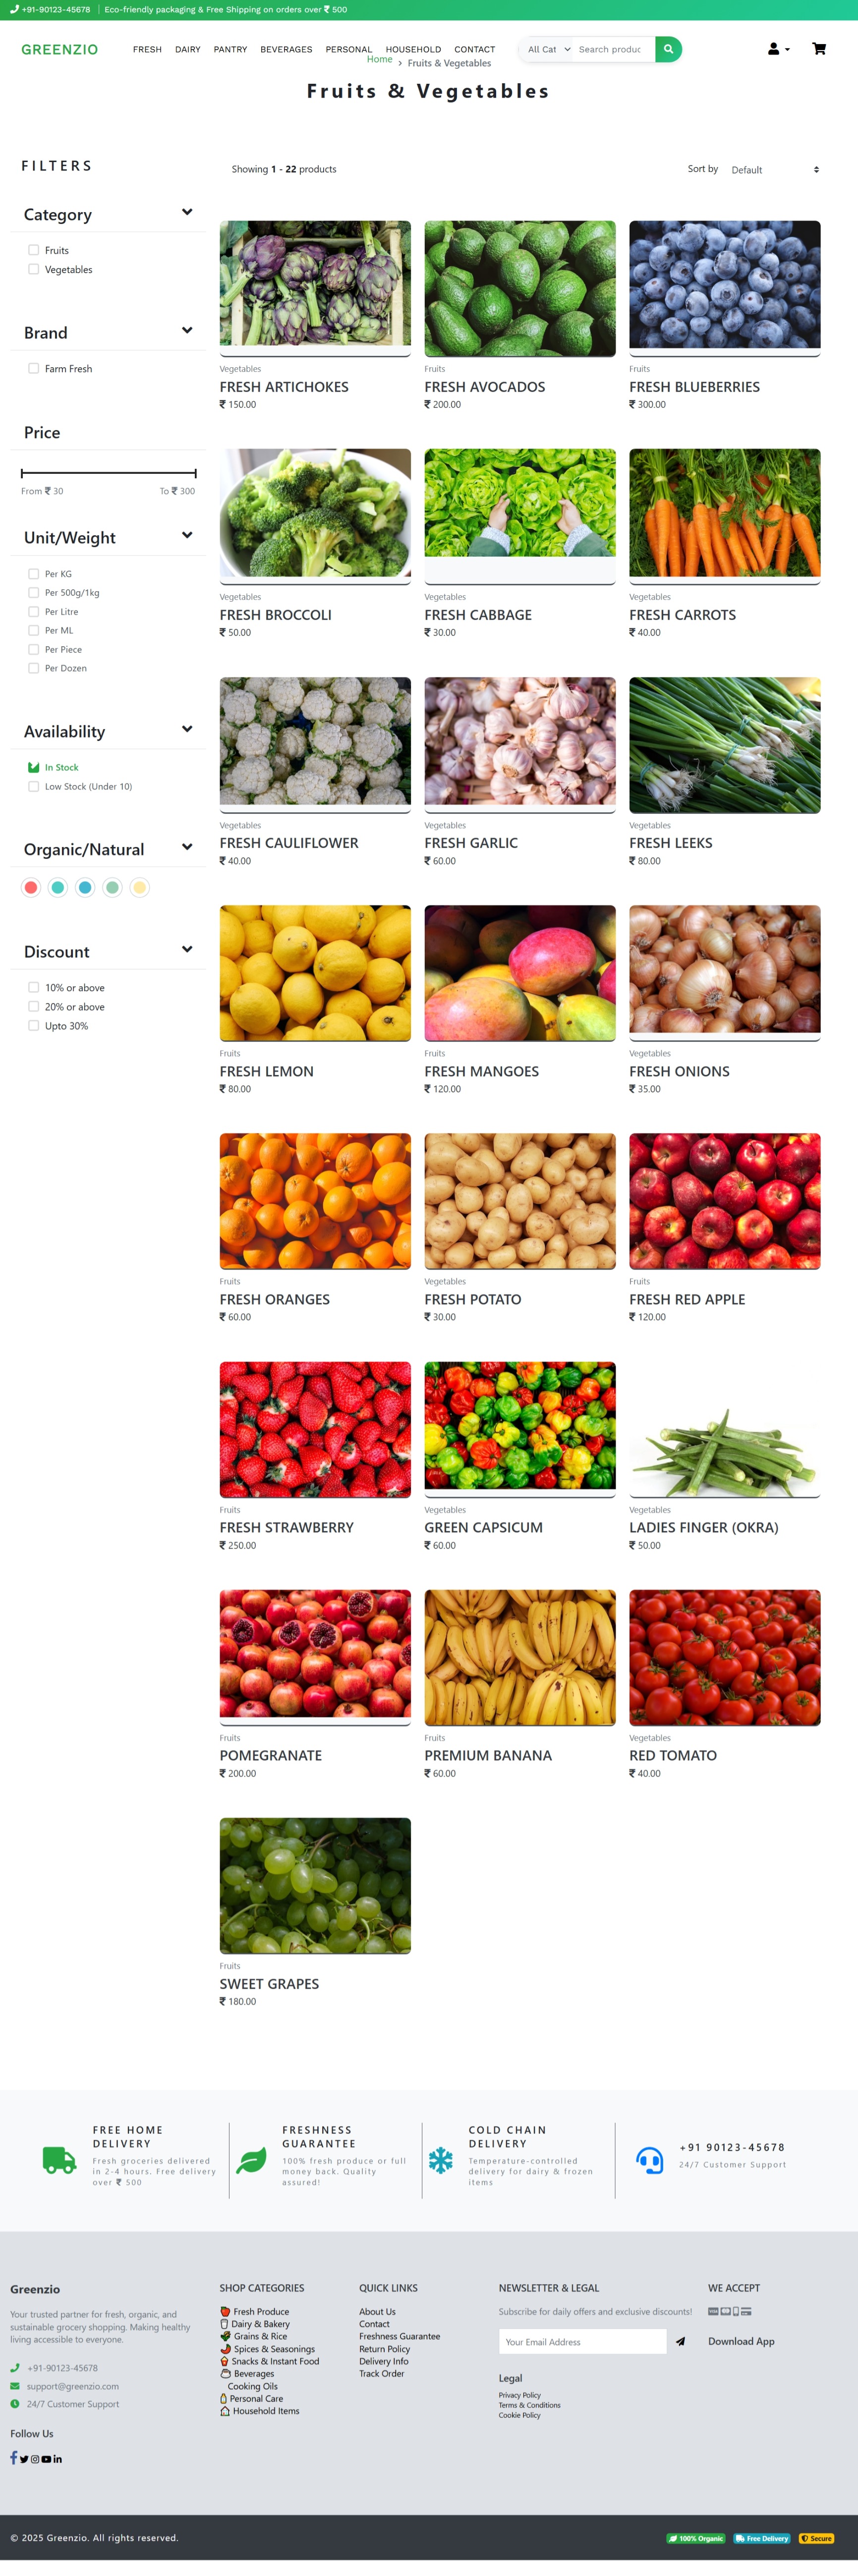 +91-90123-45678 Eco-friendly packaging & Free Shipping on orders over ₹ 500
GREENZIO FRESH DAIRY PANTRY BEVERAGES PERSONAL HOUSEHOLD CONTACT All Cat Search produc
Home › Fruits & Vegetables
Fruits & Vegetables
FILTERS
Category
Fruits
Vegetables
Brand
Farm Fresh
Price
From ₹ 30 To ₹ 300
Unit/Weight
Per KG
Per 500g/1kg
Per Litre
Per ML
Per Piece
Per Dozen
Availability
In Stock
Low Stock (Under 10)
Organic/Natural
Discount
10% or above
20% or above
Upto 30%
Showing 1 - 22 products Sort by Default
Vegetables
FRESH ARTICHOKES
₹ 150.00
Fruits
FRESH AVOCADOS
₹ 200.00
Fruits
FRESH BLUEBERRIES
₹ 300.00
Vegetables
FRESH BROCCOLI
₹ 50.00
Vegetables
FRESH CABBAGE
₹ 30.00
Vegetables
FRESH CARROTS
₹ 40.00
Vegetables
FRESH CAULIFLOWER
₹ 40.00
Vegetables
FRESH GARLIC
₹ 60.00
Vegetables
FRESH LEEKS
₹ 80.00
Fruits
FRESH LEMON
₹ 80.00
Fruits
FRESH MANGOES
₹ 120.00
Vegetables
FRESH ONIONS
₹ 35.00
Fruits
FRESH ORANGES
₹ 60.00
Vegetables
FRESH POTATO
₹ 30.00
Fruits
FRESH RED APPLE
₹ 120.00
Fruits
FRESH STRAWBERRY
₹ 250.00
Vegetables
GREEN CAPSICUM
₹ 60.00
Vegetables
LADIES FINGER (OKRA)
₹ 50.00
Fruits
POMEGRANATE
₹ 200.00
Fruits
PREMIUM BANANA
₹ 60.00
Vegetables
RED TOMATO
₹ 40.00
Fruits
SWEET GRAPES
₹ 180.00
FREE HOME
DELIVERY
Fresh groceries delivered
in 2-4 hours. Free delivery
over ₹ 500
FRESHNESS
GUARANTEE
100% fresh produce or full
money back. Quality
assured!
COLD CHAIN
DELIVERY
Temperature-controlled
delivery for dairy & frozen
items
+91 90123-45678
24/7 Customer Support
Greenzio
Your trusted partner for fresh, organic, and
sustainable grocery shopping. Making healthy
living accessible to everyone.
+91-90123-45678
support@greenzio.com
24/7 Customer Support
Follow Us
SHOP CATEGORIES
Fresh Produce
Dairy & Bakery
Grains & Rice
Spices & Seasonings
Snacks & Instant Food
Beverages
Cooking Oils
Personal Care
Household Items
QUICK LINKS
About Us
Contact
Freshness Guarantee
Return Policy
Delivery Info
Track Order
NEWSLETTER & LEGAL
Subscribe for daily offers and exclusive discounts!
Your Email Address
Legal
Privacy Policy
Terms & Conditions
Cookie Policy
WE ACCEPT
Download App
© 2025 Greenzio. All rights reserved.
100% Organic Free Delivery Secure